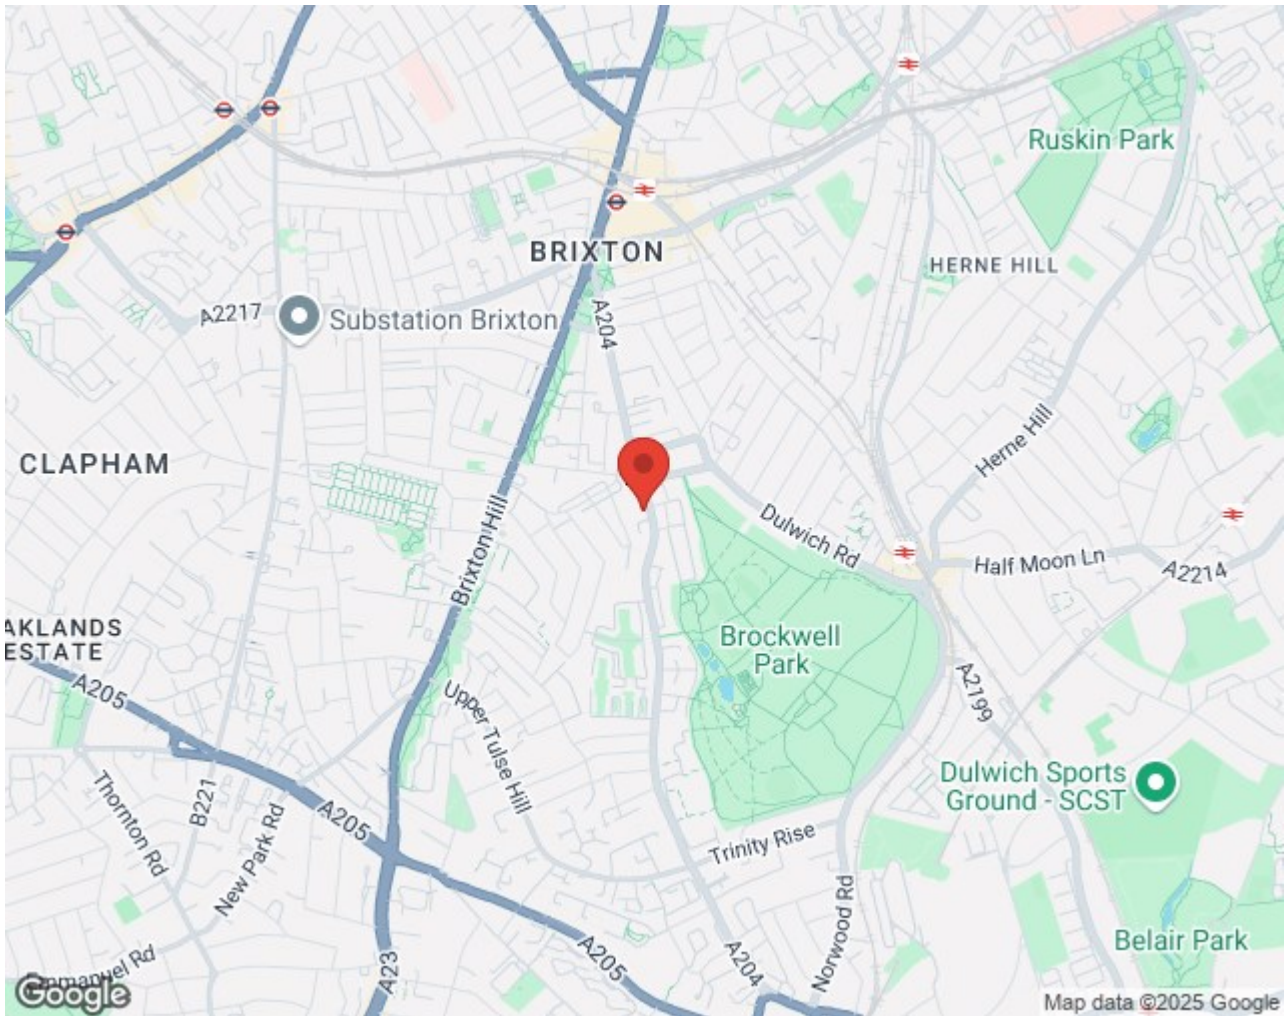 Ruskin Park
BRIXTON
HERNE HILL
A2217
Substation Brixton
A204
CLAPHAM
Herne Hill
Brixton Hill
Dulwich Rd
Half Moon Ln
A2214
AKLANDS
ESTATE
Brockwell
Park
A205
Upper Tulse Hill
A2199
Thornton Rd
B221
New Park Rd
A205
Dulwich Sports
Ground - SCST
Trinity Rise
Norwood Rd
Belair Park
A23
A205
A204
mmanuel Rd
Google
Map data ©2025 Google